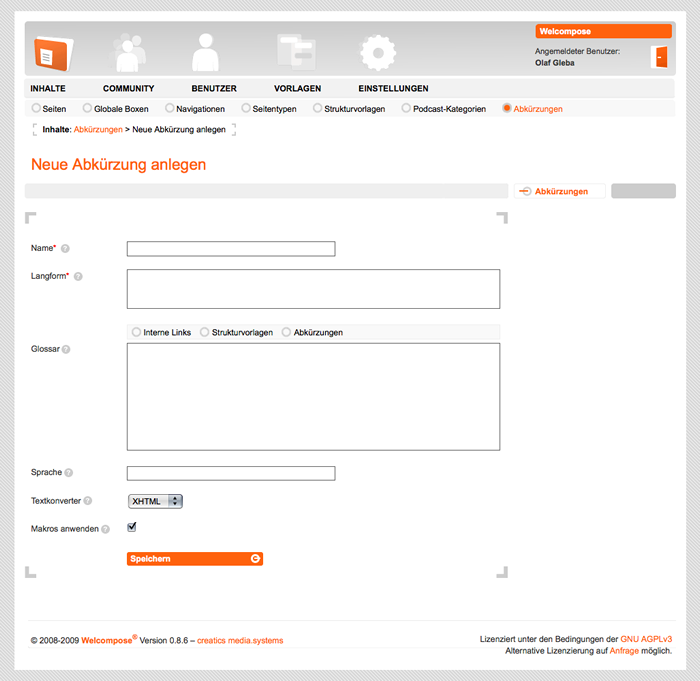 Welcompose
Angemeldeter Benutzer:
Olaf Gleba
INHALTE COMMUNITY BENUTZER VORLAGEN EINSTELLUNGEN
Seiten Globale Boxen Navigationen Seitentypen Strukturvorlagen Podcast-Kategorien Abkürzungen
Inhalte: Abkürzungen > Neue Abkürzung anlegen
Neue Abkürzung anlegen
Abkürzungen
Name* ?
Langform* ?
Interne Links Strukturvorlagen Abkürzungen
Glossar ?
Sprache ?
Textkonverter ? XHTML
Makros anwenden ?
Speichern
© 2008-2009 Welcompose® Version 0.8.6 – creatics media.systems
Lizenziert unter den Bedingungen der GNU AGPLv3
Alternative Lizenzierung auf Anfrage möglich.